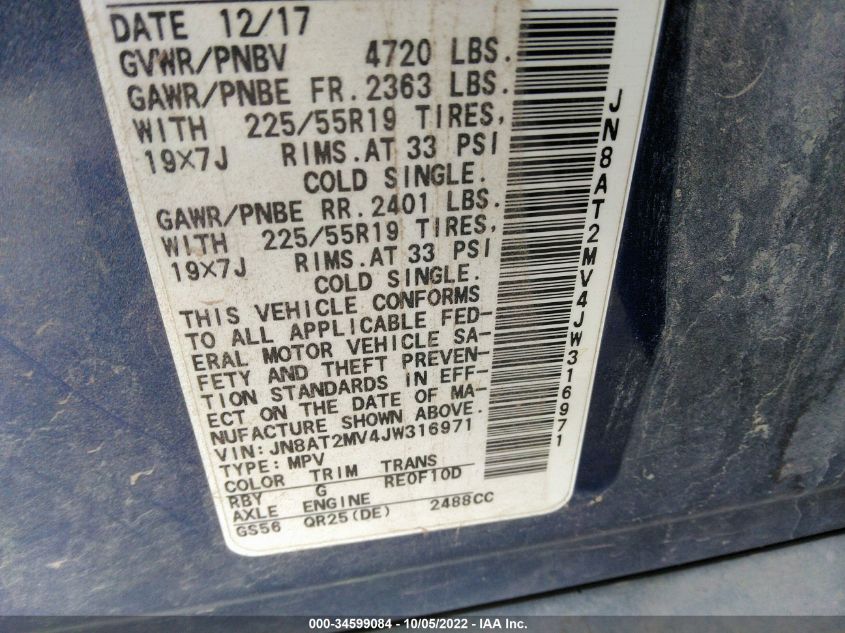 DATE 12/17
GVWR/PNBV 4720 LBS.
GAWR/PNBE FR. 2363 LBS.
WITH 225/55R19 TIRES,
19X7J RIMS. AT 33 PSI
COLD SINGLE.
GAWR/PNBE RR. 2401 LBS.
WITH 225/55R19 TIRES,
19X7J RIMS. AT 33 PSI
COLD SINGLE.
THIS VEHICLE CONFORMS
TO ALL APPLICABLE FED-
ERAL MOTOR VEHICLE SA-
FETY AND THEFT PREVEN-
TION STANDARDS IN EFF-
ECT ON THE DATE OF MA-
NUFACTURE SHOWN ABOVE.
VIN: JN8AT2MV4JW316971
TYPE: MPV
COLOR TRIM TRANS
RBY G RE0F10D
AXLE ENGINE
GS56 QR25(DE) 2488CC
JN8AT2MV4JW316971
000-34599084 - 10/05/2022 - IAA Inc.